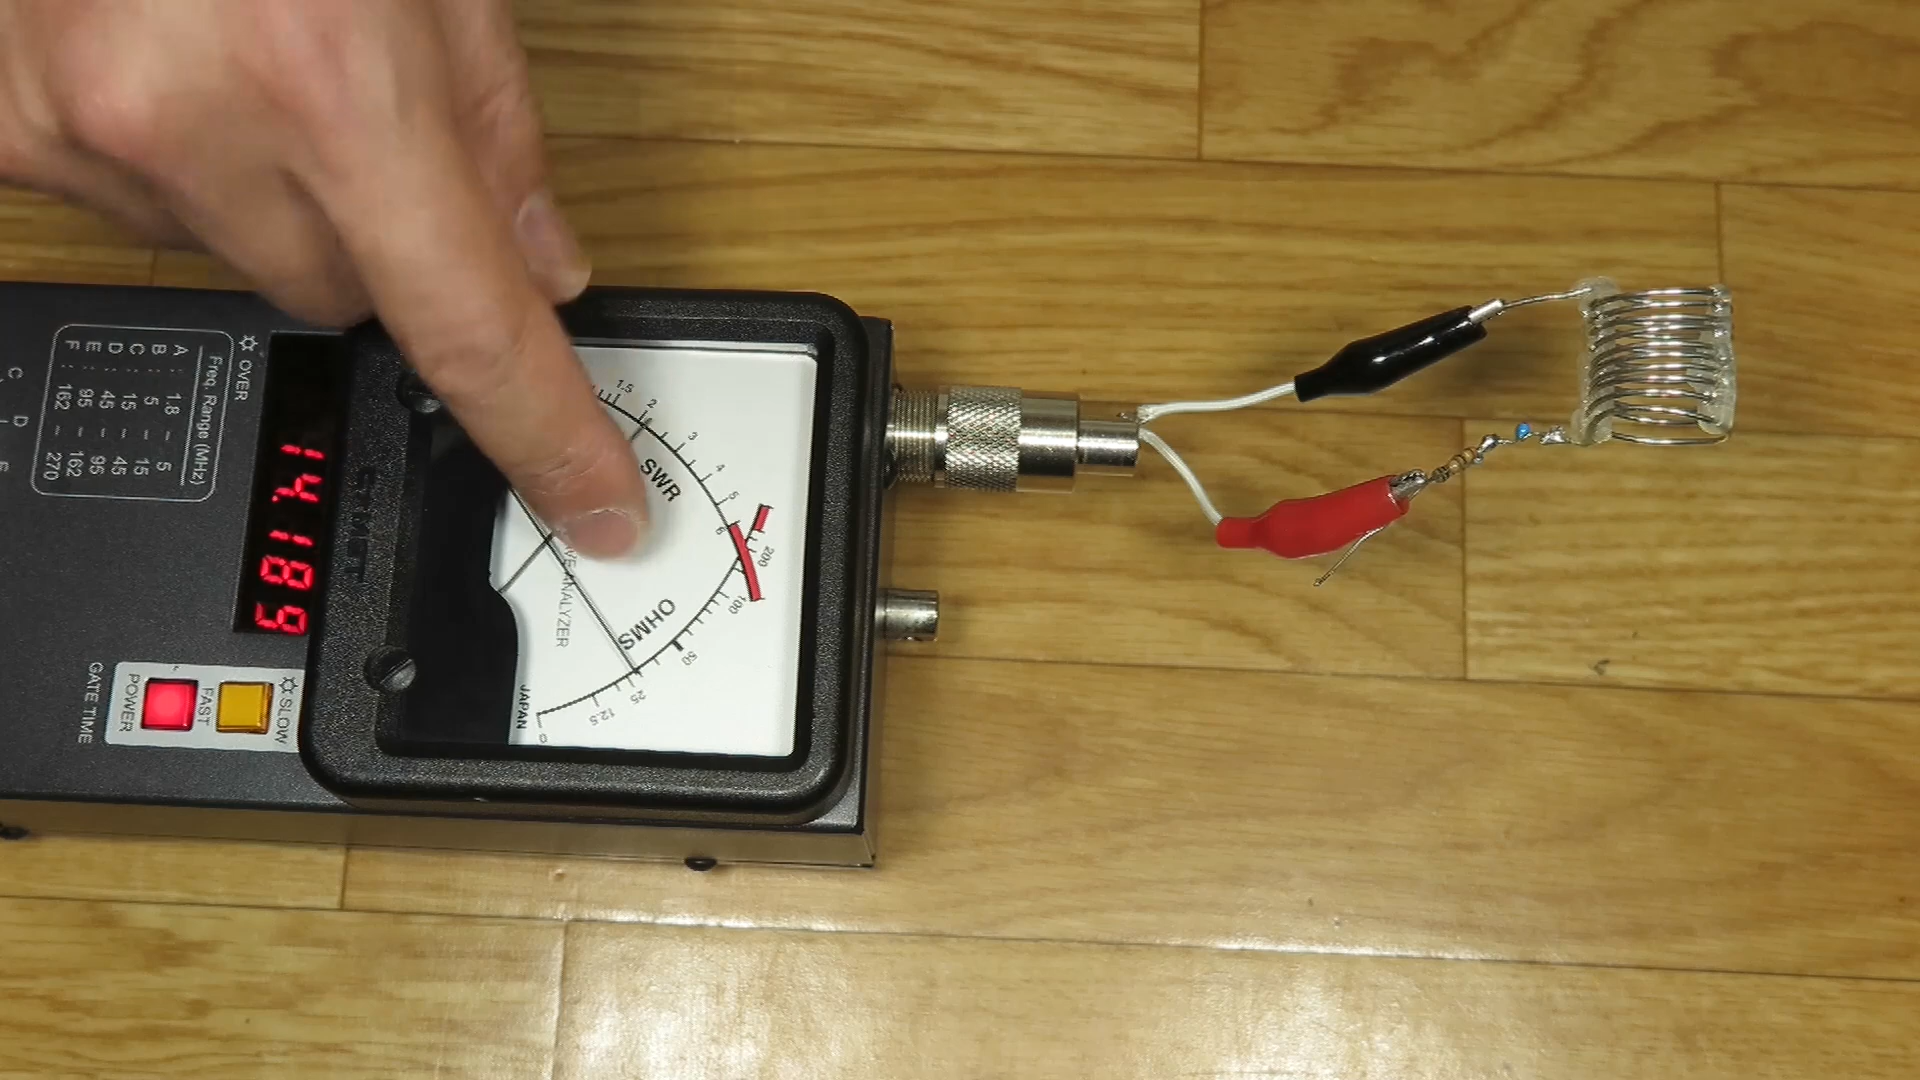 OVER
Freq. Range (MHz)
A : 1.8 – 5
B : 5 – 15
C : 15 – 45
D : 45 – 95
E : 95 – 162
F : 162 – 270
C D
SLOW
FAST
POWER
GATE TIME
1.5 2 3 4 5 6
SWR
200 100 50 25 12.5 0
OHMS
ANALYZER
JAPAN